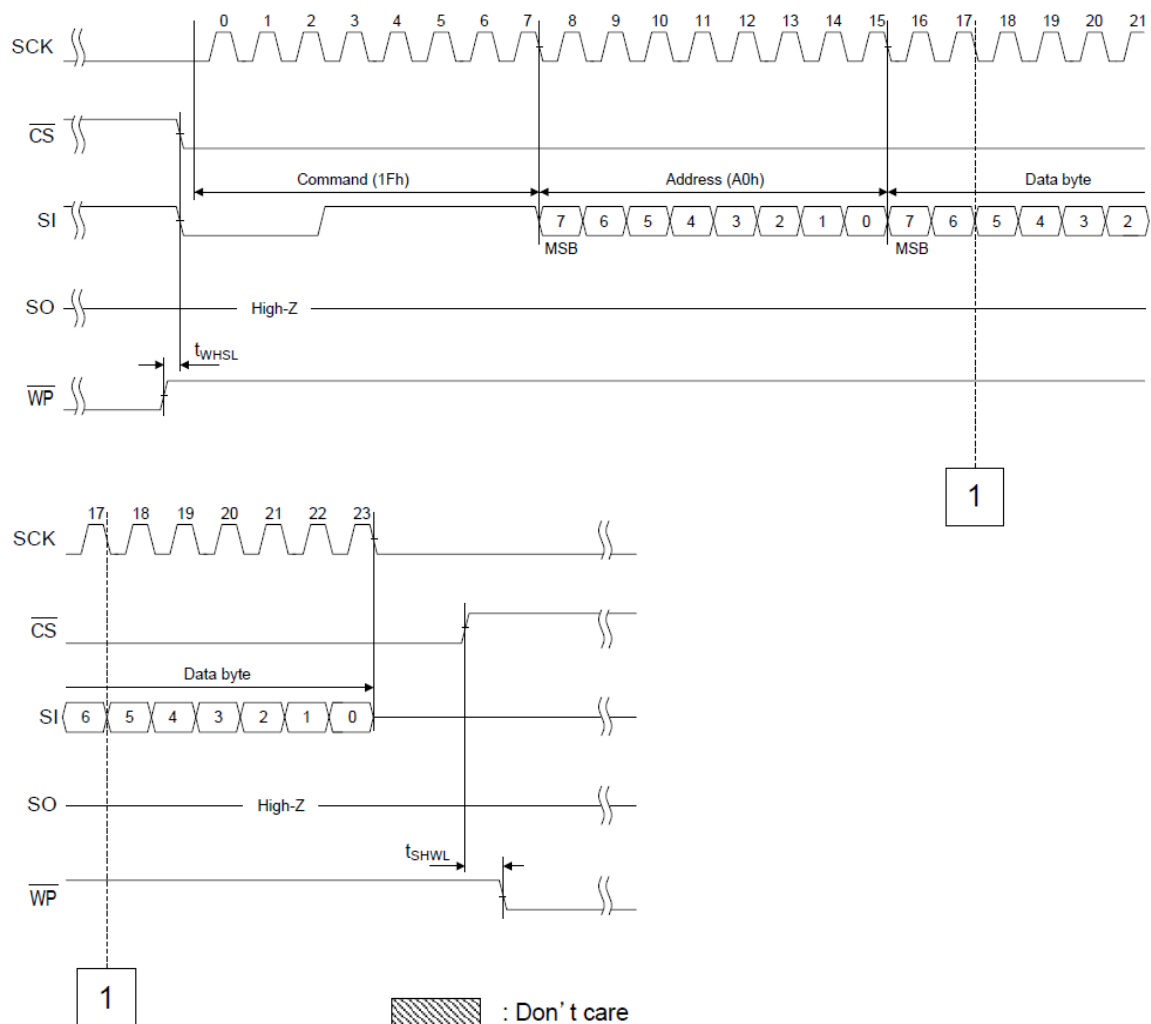 0 1 2 3 4 5 6 7 8 9 10 11 12 13 14 15 16 17 18 19 20 21
SCK
CS
Command (1Fh) Address (A0h) Data byte
SI 7 6 5 4 3 2 1 0 7 6 5 4 3 2
MSB MSB
SO High-Z
tWHSL
WP
1
17 18 19 20 21 22 23
SCK
CS
Data byte
SI 6 5 4 3 2 1 0
SO High-Z
tSHWL
WP
1
: Don't care